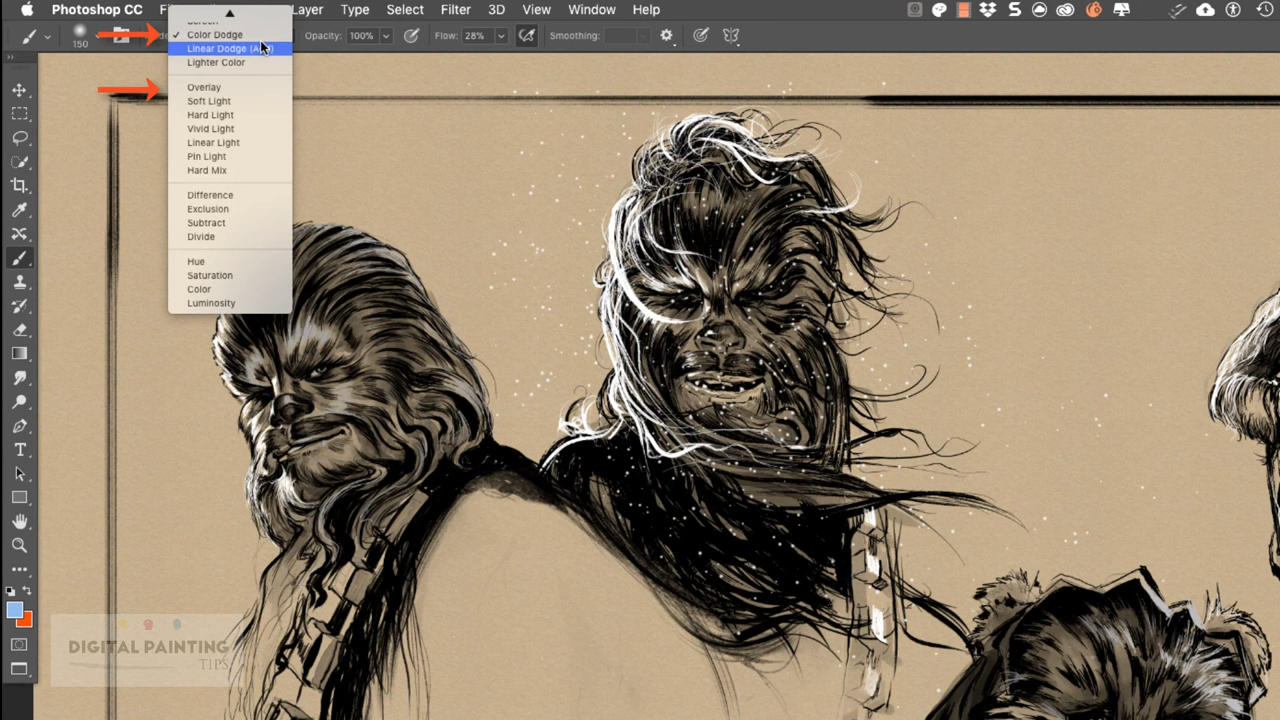 Photoshop CC
Layer Type Select Filter 3D View Window Help
150
Opacity: 100%
Flow: 28%
Smoothing:
Screen
✓ Color Dodge
Linear Dodge
Lighter Color
Overlay
Soft Light
Hard Light
Vivid Light
Linear Light
Pin Light
Hard Mix
Difference
Exclusion
Subtract
Divide
Hue
Saturation
Color
Luminosity
DIGITAL PAINTING
TIPS